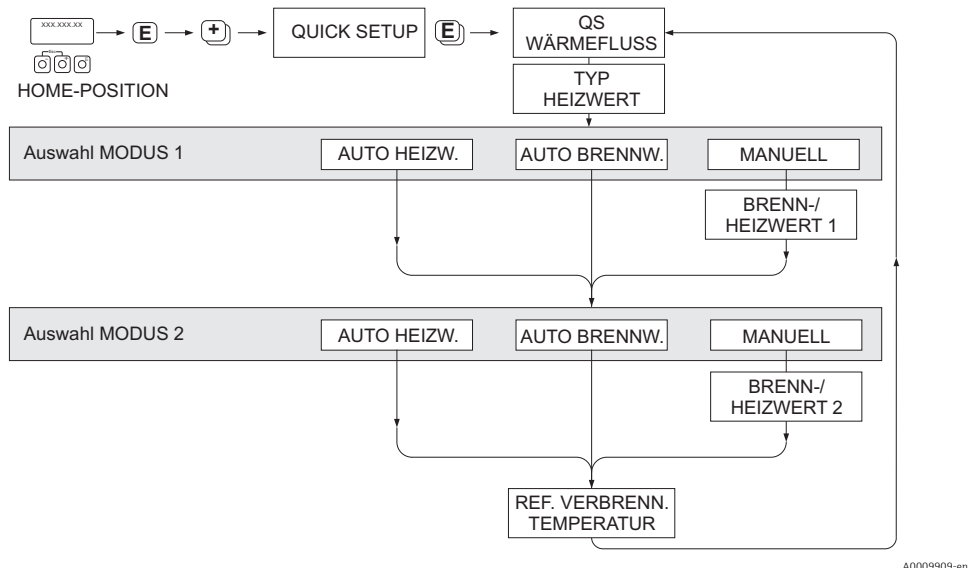 xxx.xxx.xx
Esc
E
+
QUICK SETUP
E
QS
WÄRMEFLUSS
HOME-POSITION
TYP
HEIZWERT
Auswahl MODUS 1
AUTO HEIZW.
AUTO BRENNW.
MANUELL
BRENN-/
HEIZWERT 1
Auswahl MODUS 2
AUTO HEIZW.
AUTO BRENNW.
MANUELL
BRENN-/
HEIZWERT 2
REF. VERBRENN.
TEMPERATUR
A0009909-en